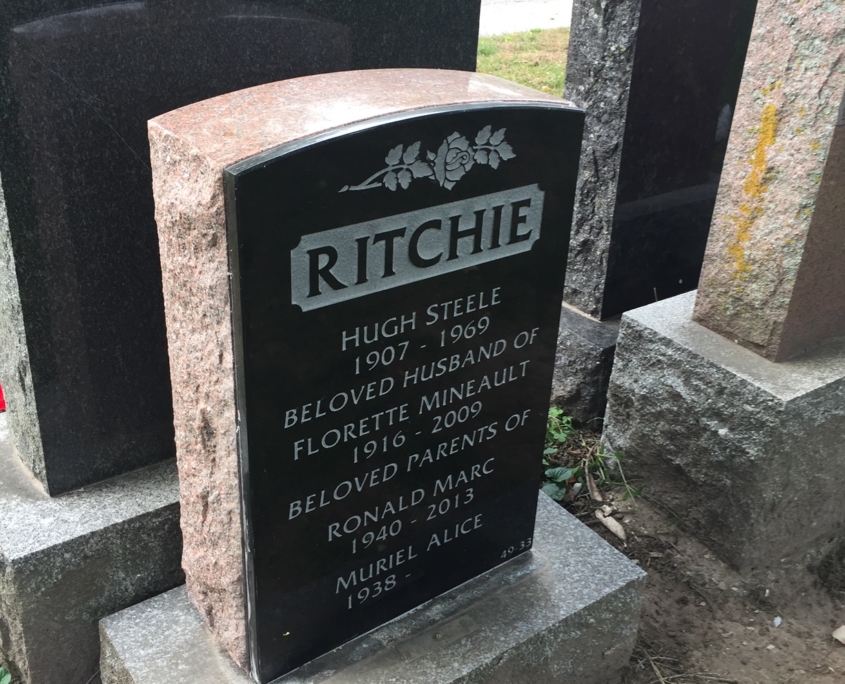 RITCHIE
HUGH STEELE
1907 - 1969
BELOVED HUSBAND OF
FLORETTE MINEAULT
1916 - 2009
BELOVED PARENTS OF
RONALD MARC
1940 - 2013
MURIEL ALICE
1938 -
49-33